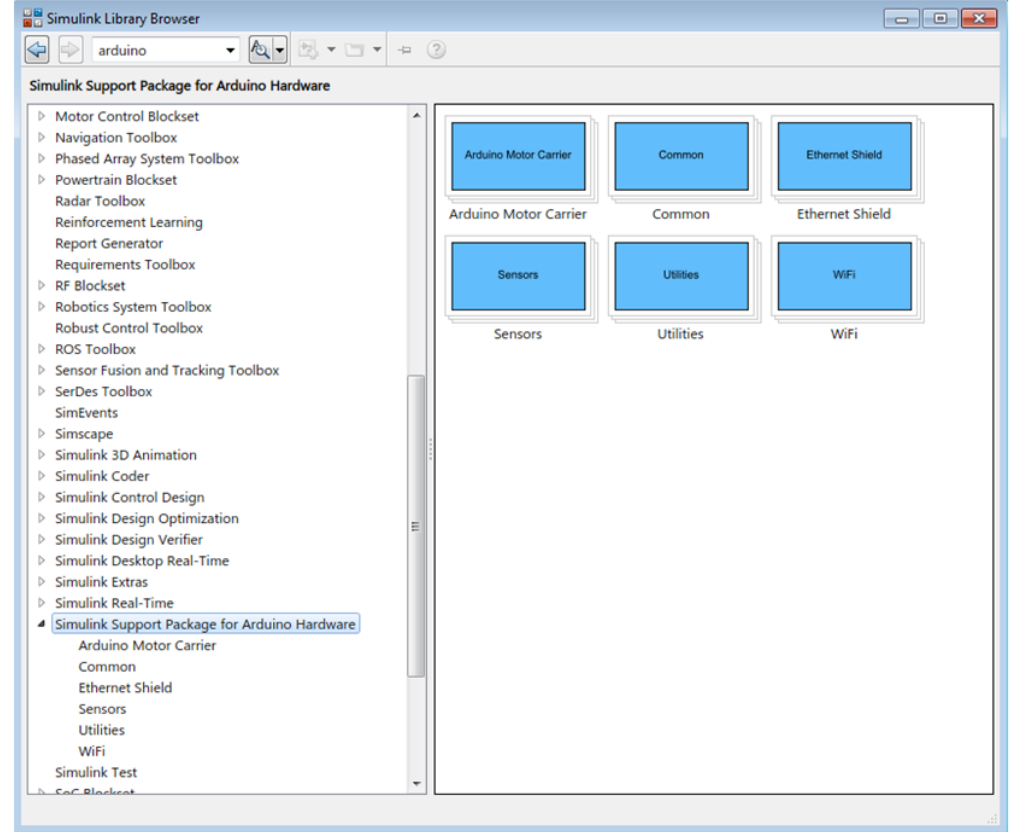 Simulink Library Browser
arduino
Simulink Support Package for Arduino Hardware
Motor Control Blockset
Navigation Toolbox
Phased Array System Toolbox
Powertrain Blockset
Radar Toolbox
Reinforcement Learning
Report Generator
Requirements Toolbox
RF Blockset
Robotics System Toolbox
Robust Control Toolbox
ROS Toolbox
Sensor Fusion and Tracking Toolbox
SerDes Toolbox
SimEvents
Simscape
Simulink 3D Animation
Simulink Coder
Simulink Control Design
Simulink Design Optimization
Simulink Design Verifier
Simulink Desktop Real-Time
Simulink Extras
Simulink Real-Time
Simulink Support Package for Arduino Hardware
Arduino Motor Carrier
Common
Ethernet Shield
Sensors
Utilities
WiFi
Simulink Test
SoC Blockset
Arduino Motor Carrier
Common
Ethernet Shield
Arduino Motor Carrier
Common
Ethernet Shield
Sensors
Utilities
WiFi
Sensors
Utilities
WiFi